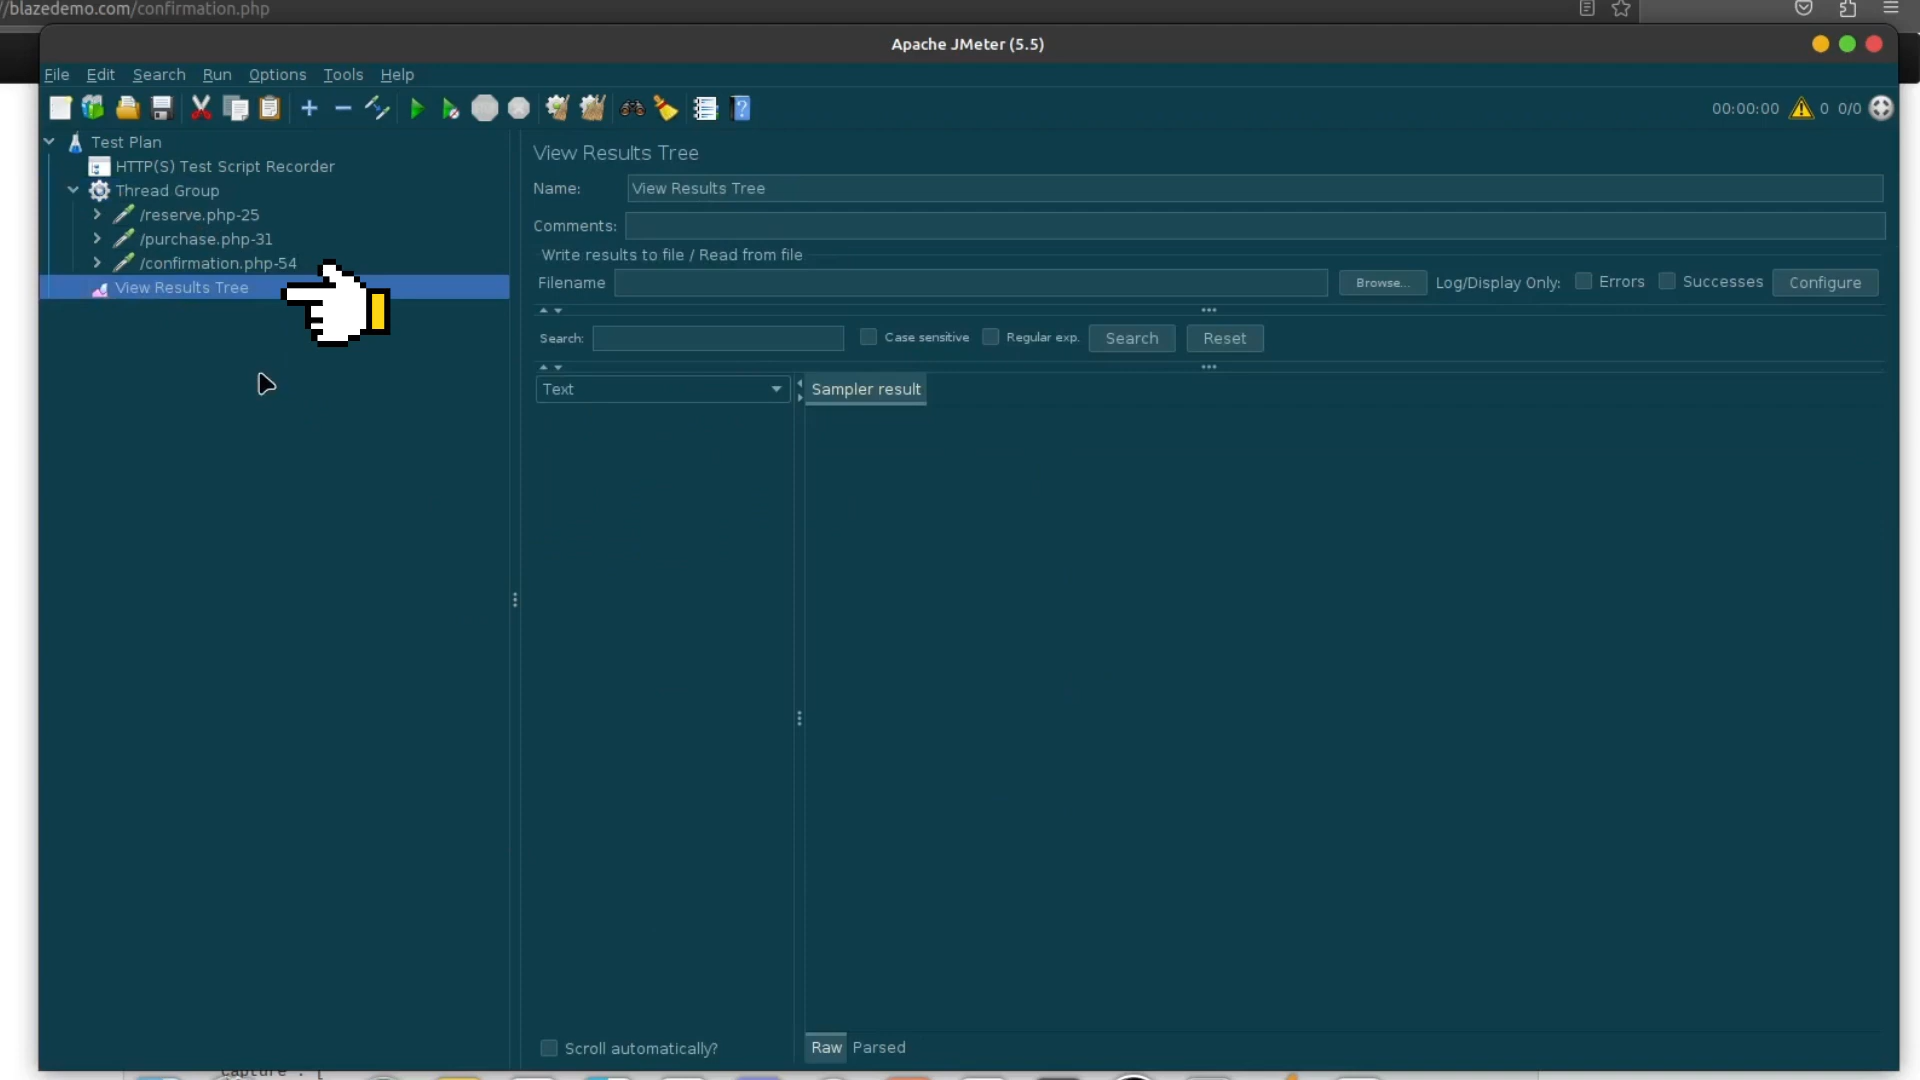 //blazedemo.com/confirmation.php
Apache JMeter (5.5)
File Edit Search Run Options Tools Help
00:00:00 0 0/0
Test Plan
HTTP(S) Test Script Recorder
Thread Group
/reserve.php-25
/purchase.php-31
/confirmation.php-54
View Results Tree
View Results Tree
Name: View Results Tree
Comments:
Write results to file / Read from file
Filename Browse... Log/Display Only: Errors Successes Configure
Search: Case sensitive Regular exp. Search Reset
Text
Sampler result
Scroll automatically?
Raw Parsed